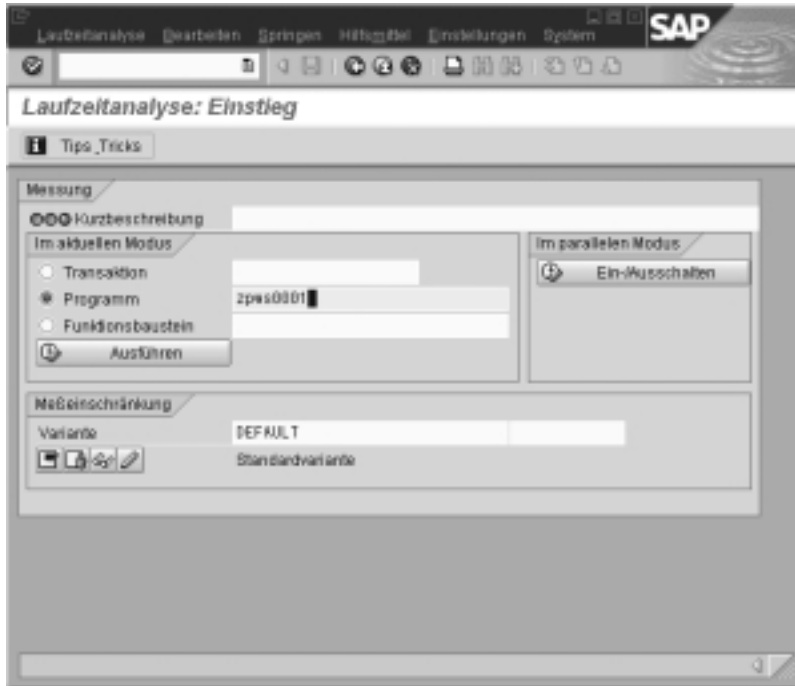 Laufzeitanalyse Bearbeiten Springen Hilfsmittel Einstellungen System
SAP
Laufzeitanalyse: Einstieg
Tips_Tricks
Messung
Kurzbeschreibung
Im aktuellen Modus
Im parallelen Modus
Transaktion
Ein-/Ausschalten
Programm zpws0001
Funktionsbaustein
Ausführen
Meßeinschränkung
Variante DEFAULT
Standardvariante